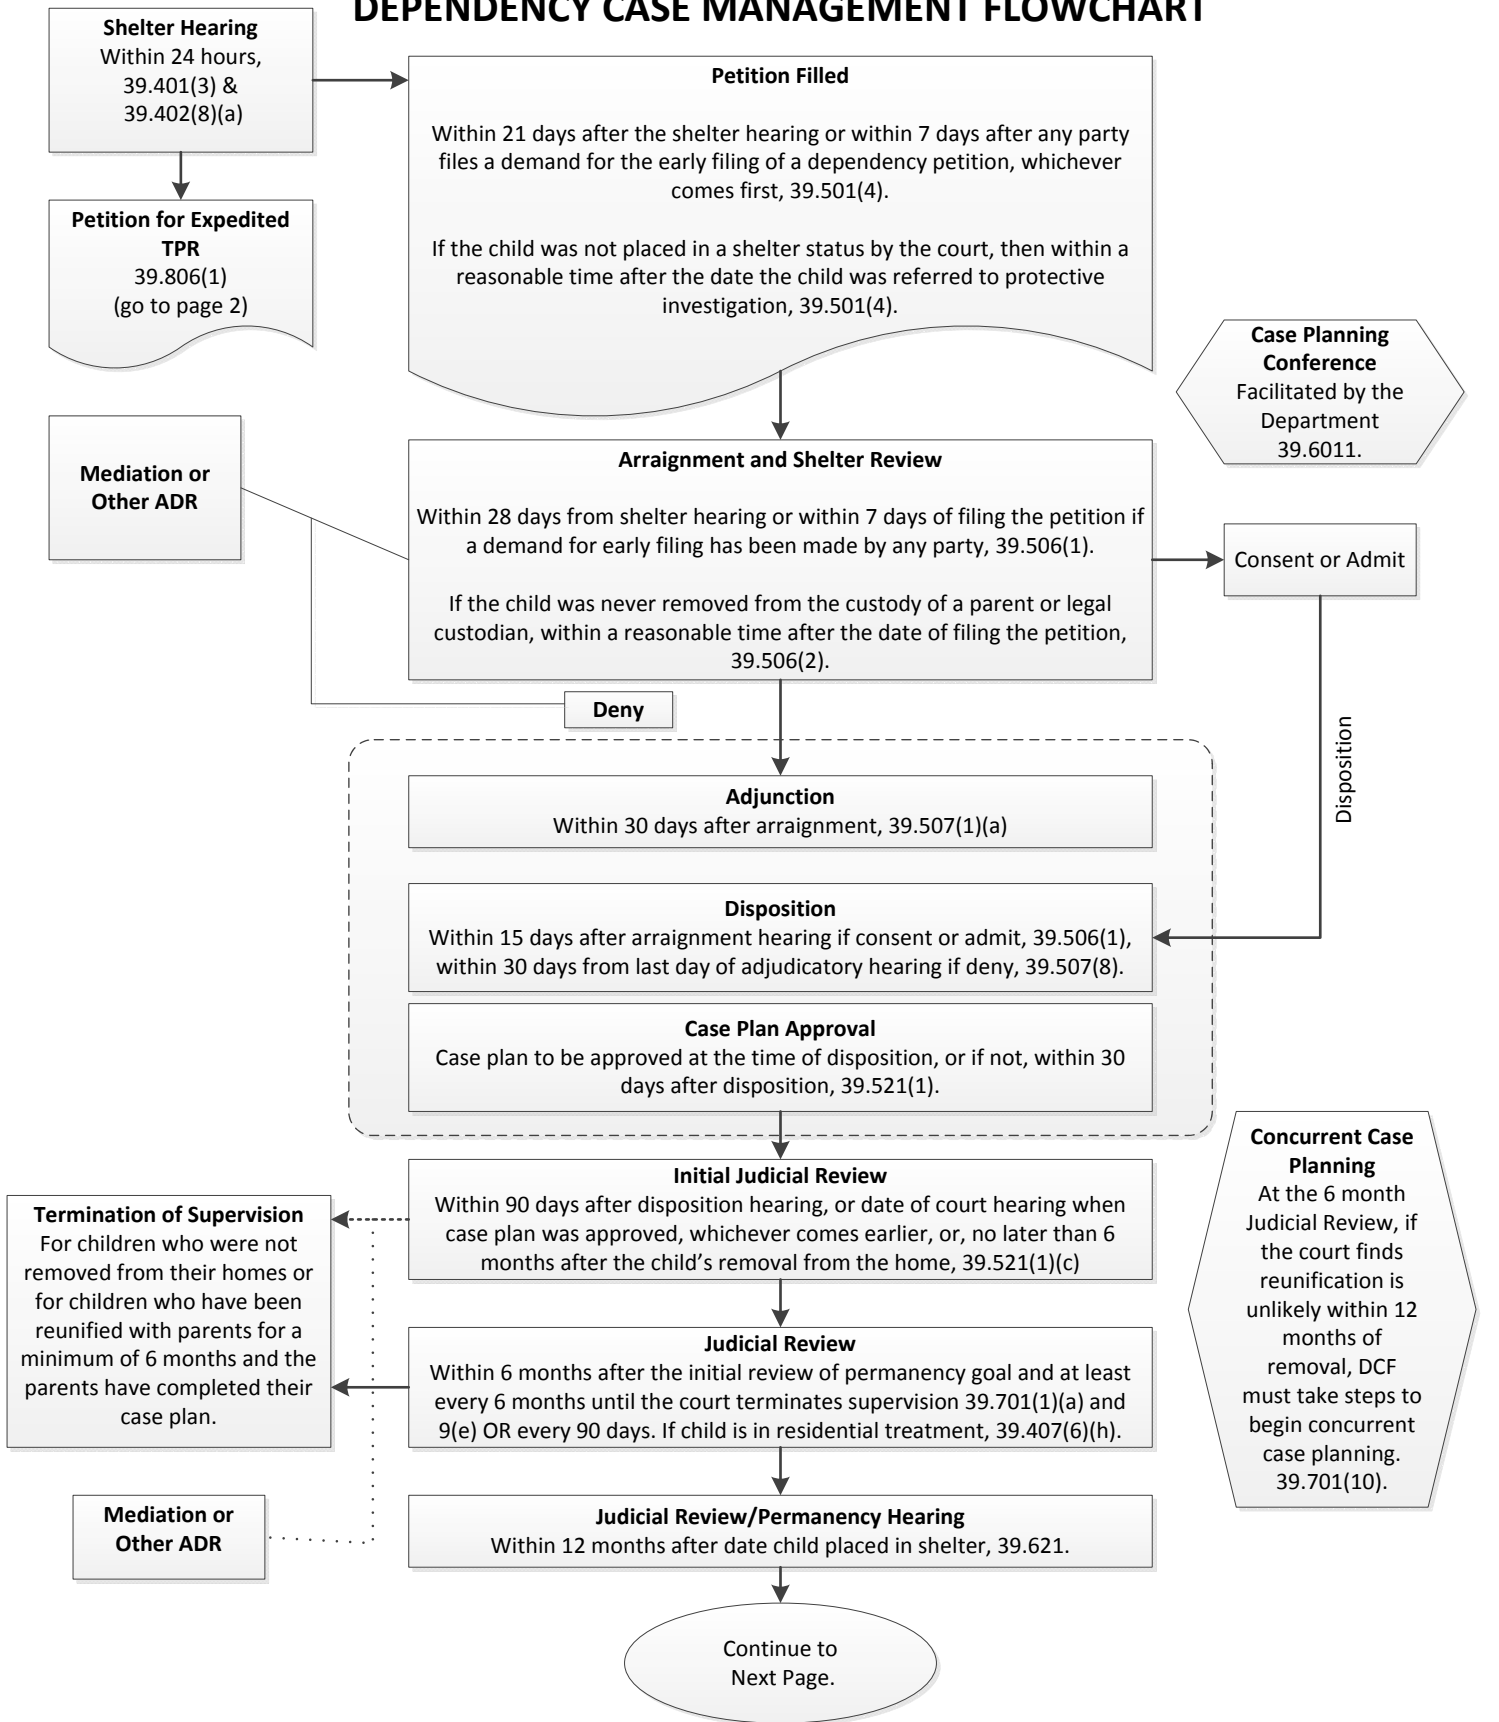 DEPENDENCY CASE MANAGEMENT FLOWCHART
Shelter Hearing
Within 24 hours,
39.401(3) &
39.402(8)(a)
Petition Filled
Within 21 days after the shelter hearing or within 7 days after any party
files a demand for the early filing of a dependency petition, whichever
comes first, 39.501(4).
If the child was not placed in a shelter status by the court, then within a
reasonable time after the date the child was referred to protective
investigation, 39.501(4).
Petition for Expedited
TPR
39.806(1)
(go to page 2)
Case Planning
Conference
Facilitated by the
Department
39.6011.
Mediation or
Other ADR
Arraignment and Shelter Review
Within 28 days from shelter hearing or within 7 days of filing the petition if
a demand for early filing has been made by any party, 39.506(1).
If the child was never removed from the custody of a parent or legal
custodian, within a reasonable time after the date of filing the petition,
39.506(2).
Consent or Admit
Deny
Disposition
Adjunction
Within 30 days after arraignment, 39.507(1)(a)
Disposition
Within 15 days after arraignment hearing if consent or admit, 39.506(1),
within 30 days from last day of adjudicatory hearing if deny, 39.507(8).
Case Plan Approval
Case plan to be approved at the time of disposition, or if not, within 30
days after disposition, 39.521(1).
Initial Judicial Review
Within 90 days after disposition hearing, or date of court hearing when
case plan was approved, whichever comes earlier, or, no later than 6
months after the child’s removal from the home, 39.521(1)(c)
Termination of Supervision
For children who were not
removed from their homes or
for children who have been
reunified with parents for a
minimum of 6 months and the
parents have completed their
case plan.
Concurrent Case
Planning
At the 6 month
Judicial Review, if
the court finds
reunification is
unlikely within 12
months of
removal, DCF
must take steps to
begin concurrent
case planning.
39.701(10).
Judicial Review
Within 6 months after the initial review of permanency goal and at least
every 6 months until the court terminates supervision 39.701(1)(a) and
9(e) OR every 90 days. If child is in residential treatment, 39.407(6)(h).
Mediation or
Other ADR
Judicial Review/Permanency Hearing
Within 12 months after date child placed in shelter, 39.621.
Continue to
Next Page.